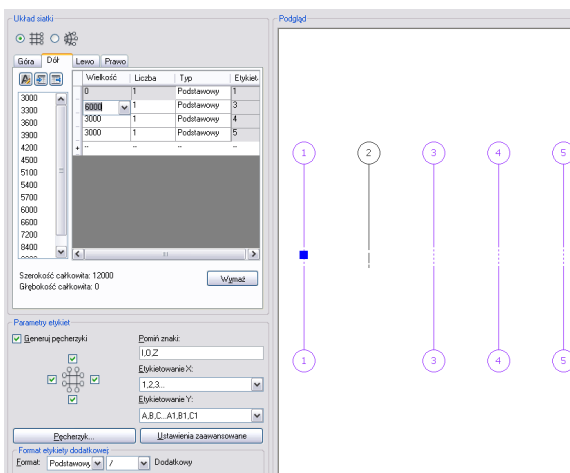 Układ siatki
Góra Dół Lewo Prawo
Wielkość Liczba Typ Etykiet
0 1 Podstawowy 1
6000 1 Podstawowy 3
3000 1 Podstawowy 4
3000 1 Podstawowy 5
+ -- -- --
3000
3300
3600
3900
4200
4500
5100
5400
5700
6000
6600
7200
8400
Szerokość całkowita: 12000
Głębokość całkowita: 0
Wymaż
Parametry etykiet
Generuj pęcherzyki
Pomiń znaki:
I,O,Z
Etykietowanie X:
1,2,3...
Etykietowanie Y:
A,B,C...A1,B1,C1
Pęcherzyk...
Ustawienia zaawansowane
Format etykiety dodatkowej
Format: Podstawowy / Dodatkowy
Podgląd
1 2 3 4 5
1 3 4 5